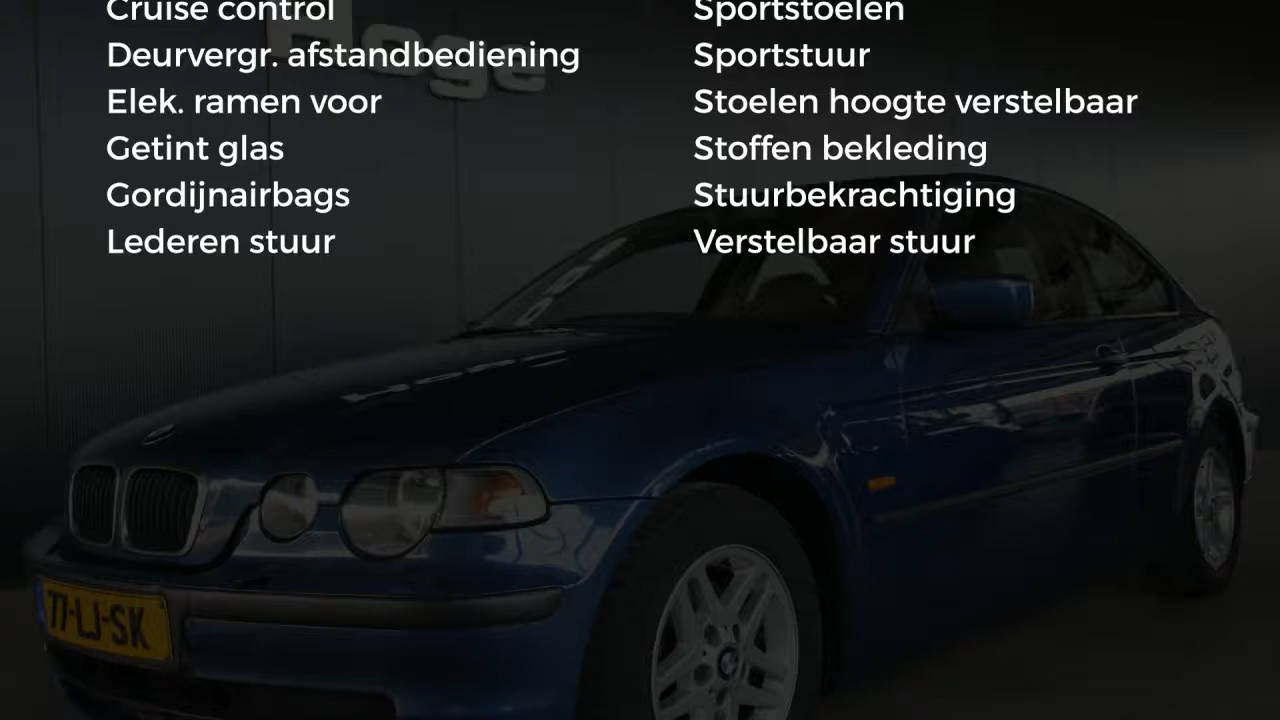 Cruise control
Deurvergr. afstandbediening
Elek. ramen voor
Getint glas
Gordijnairbags
Lederen stuur
Sportstoelen
Sportstuur
Stoelen hoogte verstelbaar
Stoffen bekleding
Stuurbekrachtiging
Verstelbaar stuur
Hoge
77-LJ-SK